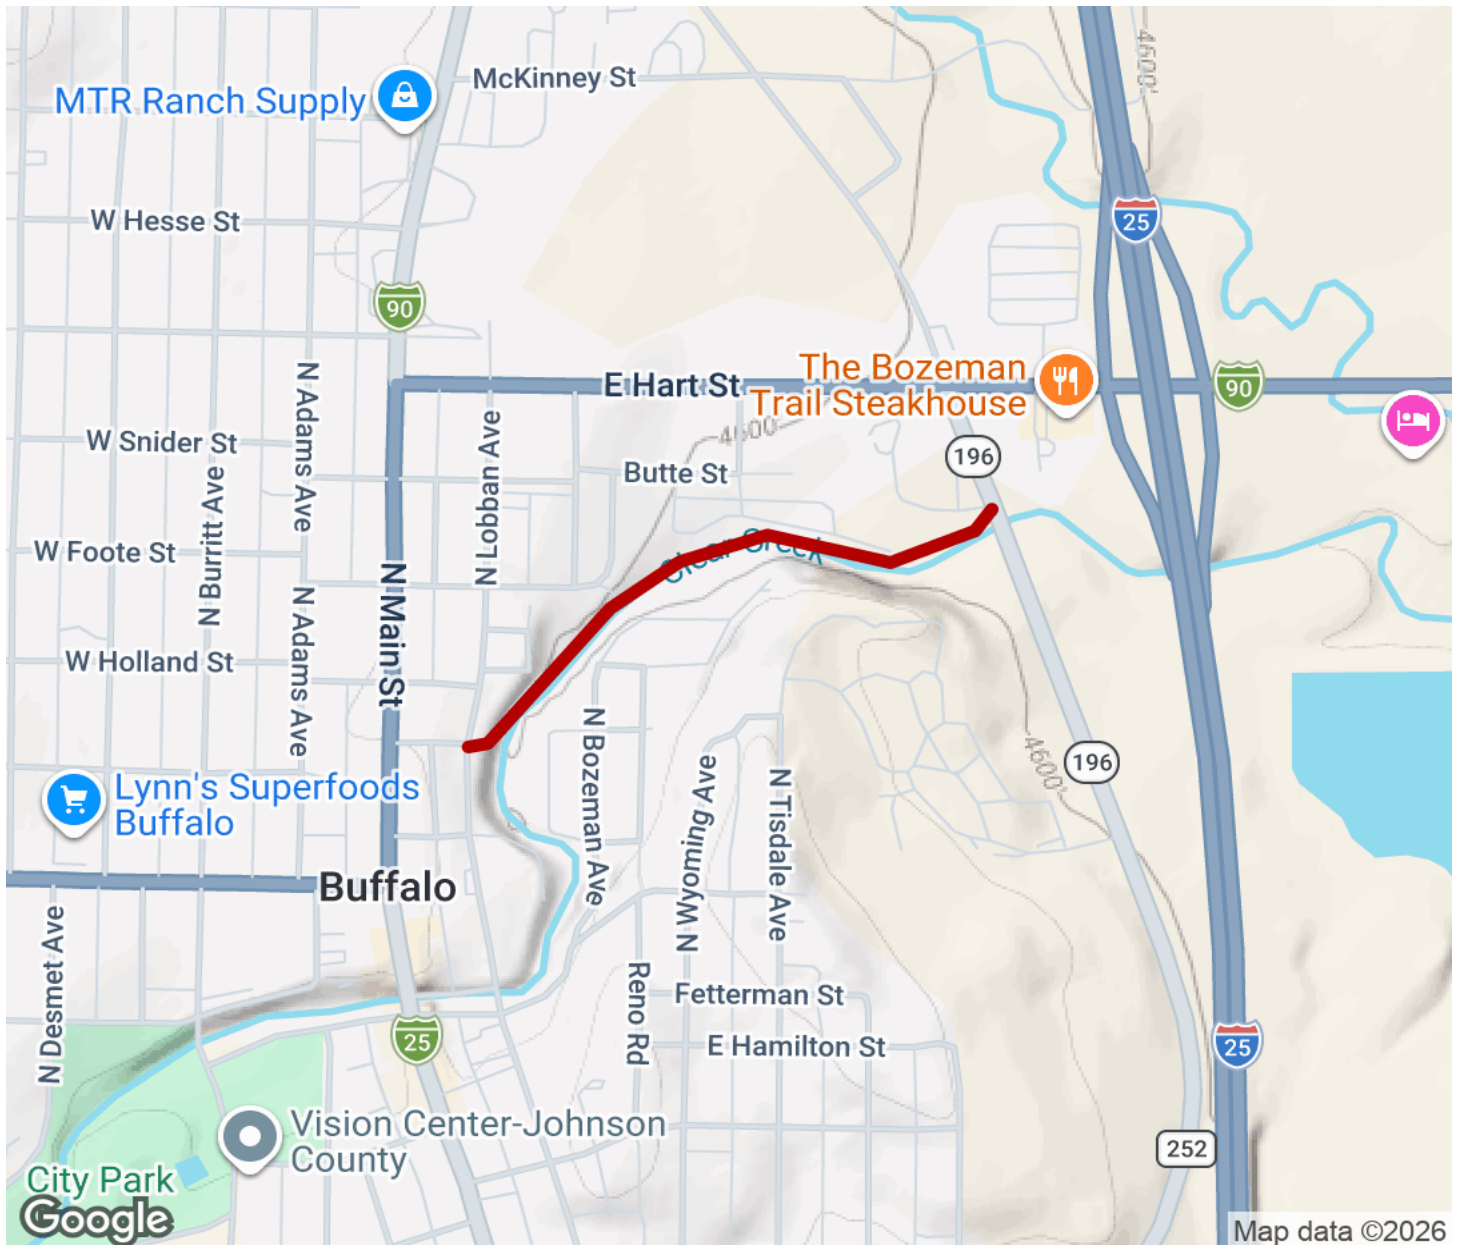 McKinney St
4600'
MTR Ranch Supply
W Hesse St
25
90
N Adams Ave
E Hart St
The Bozeman
Trail Steakhouse
90
4600
W Snider St
N Lobban Ave
Butte St
196
N Burritt Ave
W Foote St
Clear Creek
N Main St
N Adams Ave
W Holland St
N Bozeman Ave
N Wyoming Ave
N Tisdale Ave
4600'
196
Lynn's Superfoods
Buffalo
Buffalo
N Desmet Ave
Reno Rd
Fetterman St
25
E Hamilton St
25
Vision Center-Johnson
County
252
City Park
Google
Map data ©2026